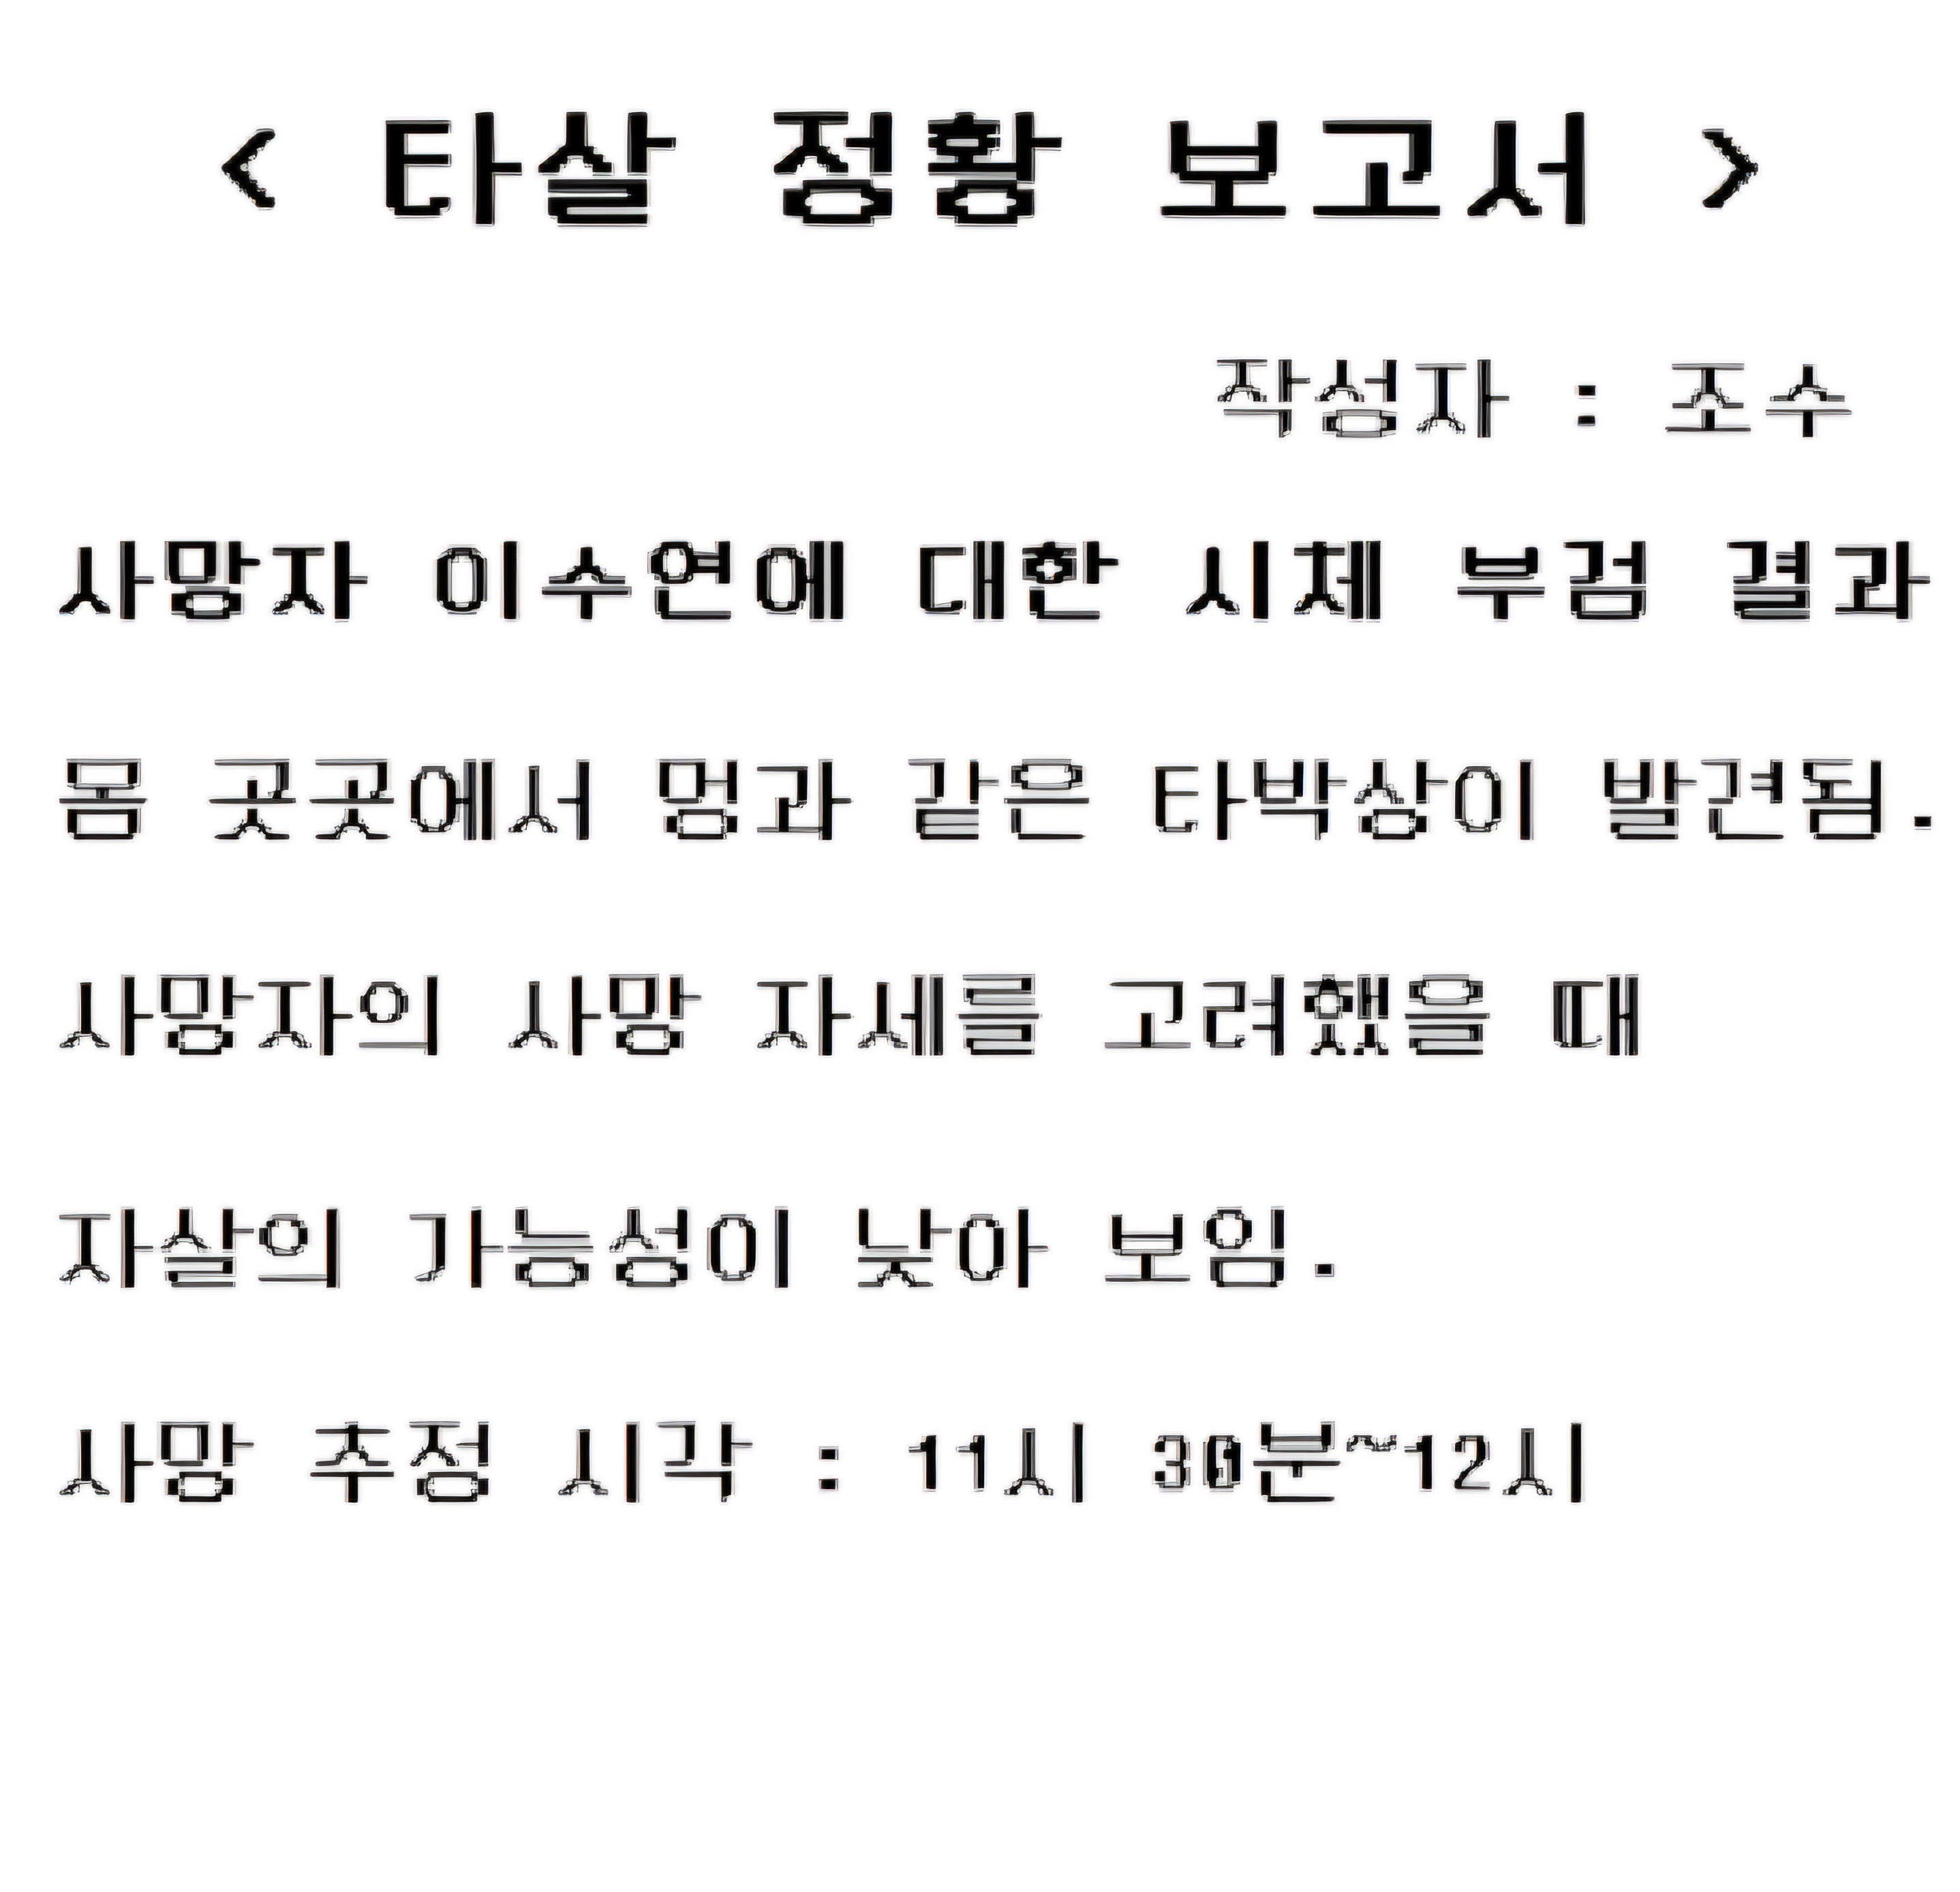 < 타살 정황 보고서 >
작성자 : 조수
사망자 이수연에 대한 시체 부검 결과
몸 곳곳에서 멍과 같은 타박상이 발견됨.
사망자의 사망 자세를 고려했을 때
자살의 가능성이 낮아 보임.
사망 추정 시각 : 11시 30분~12시